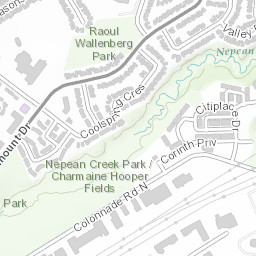 Raoul
Wallenberg
Park
Valley
Nepean
Coolspring Cres
Citiplace Dr
Corinth Priv
Nepean Creek Park /
Charmaine Hooper
Fields
Park
Colonnade Rd N